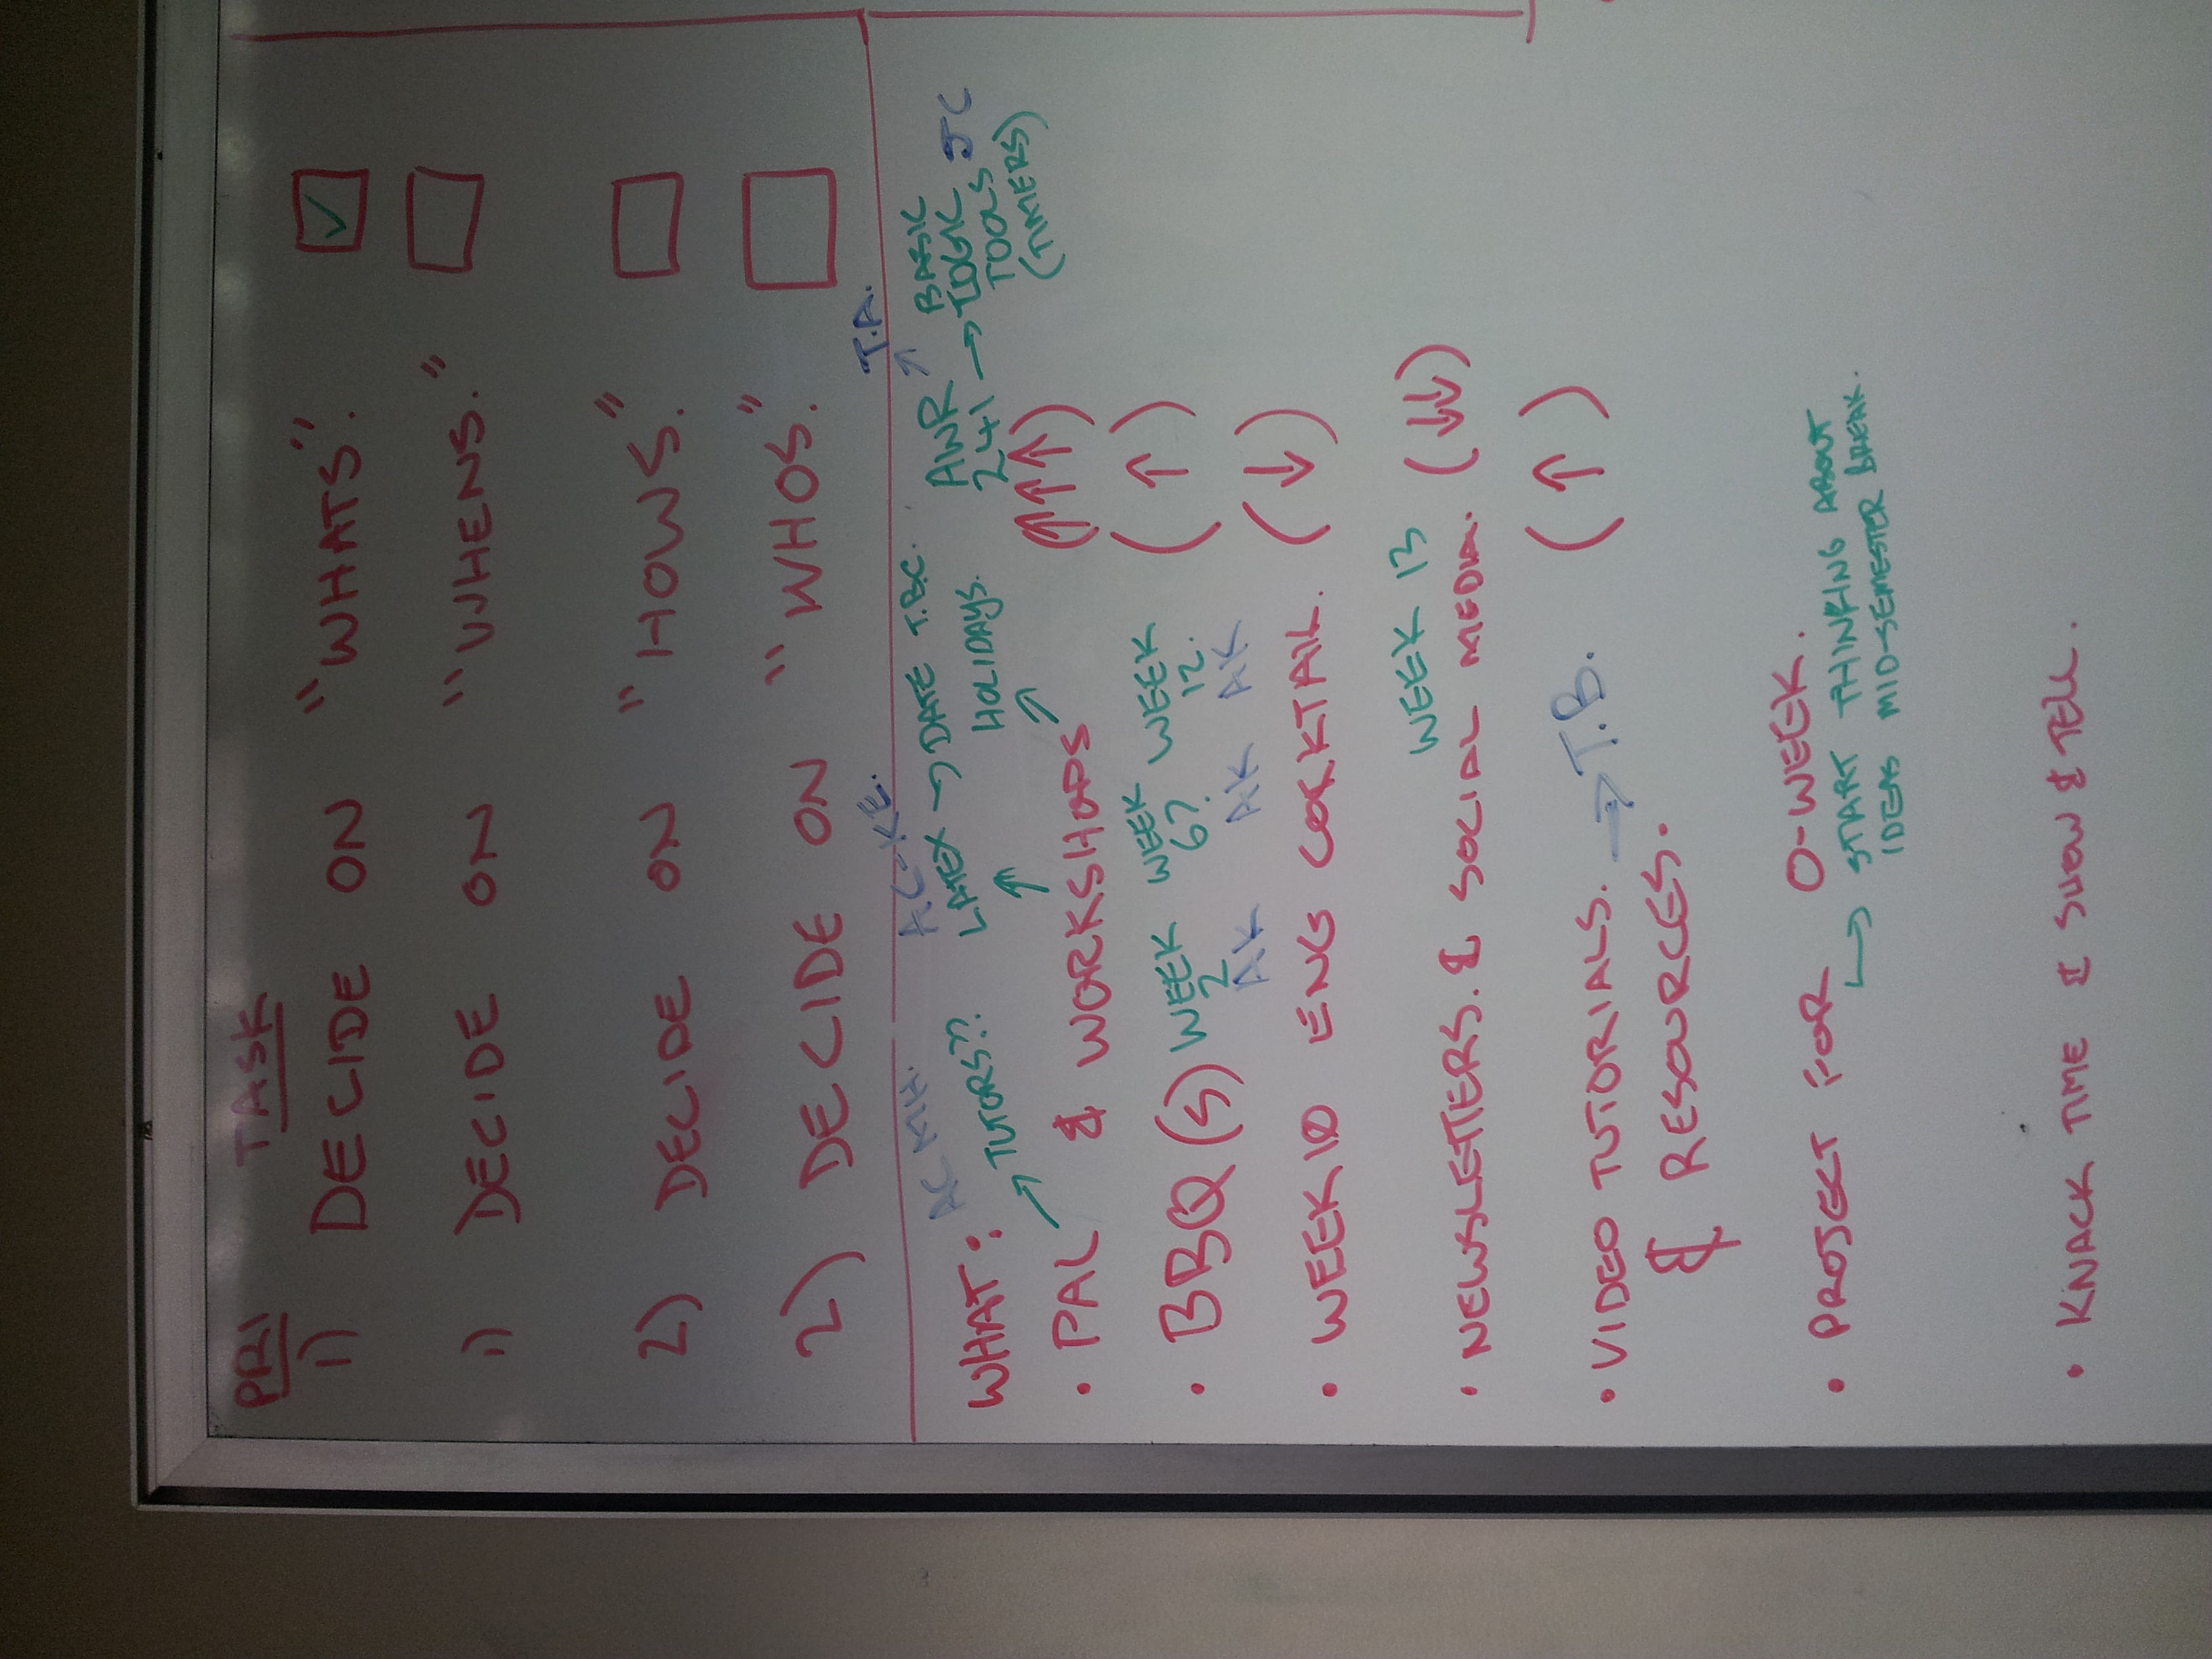 PRI TASK
1) DECIDE ON "WHATS".
1) DECIDE ON "WHENS."
2) DECIDE ON "HOWS."
2) DECIDE ON "WHOS."
AC MH. A.C-K.E. T.A.
WHAT: TUTORS?? LATEX → DATE T.B.C. AWR BASIC
HOLIDAYS. 241 → LOGIC JC
TOOLS
(TIMERS)
• PAL & WORKSHOPS (↑↑↑)
• BBQ(s) WEEK 2 WEEK 6? WEEK 12. (↑)
AK AK AK
• WEEK 10 ENG COCKTAIL. (↓)
WEEK 13
• NEWSLETTERS. & SOCIAL MEDIA. (↓↓)
• VIDEO TUTORIALS. → T.B. (↑)
& RESOURCES.
• PROJECT FOR O-WEEK.
↳ START THINKING ABOUT
IDEAS MID-SEMESTER BREAK.
• KNACK TIME & SHOW & TELL.